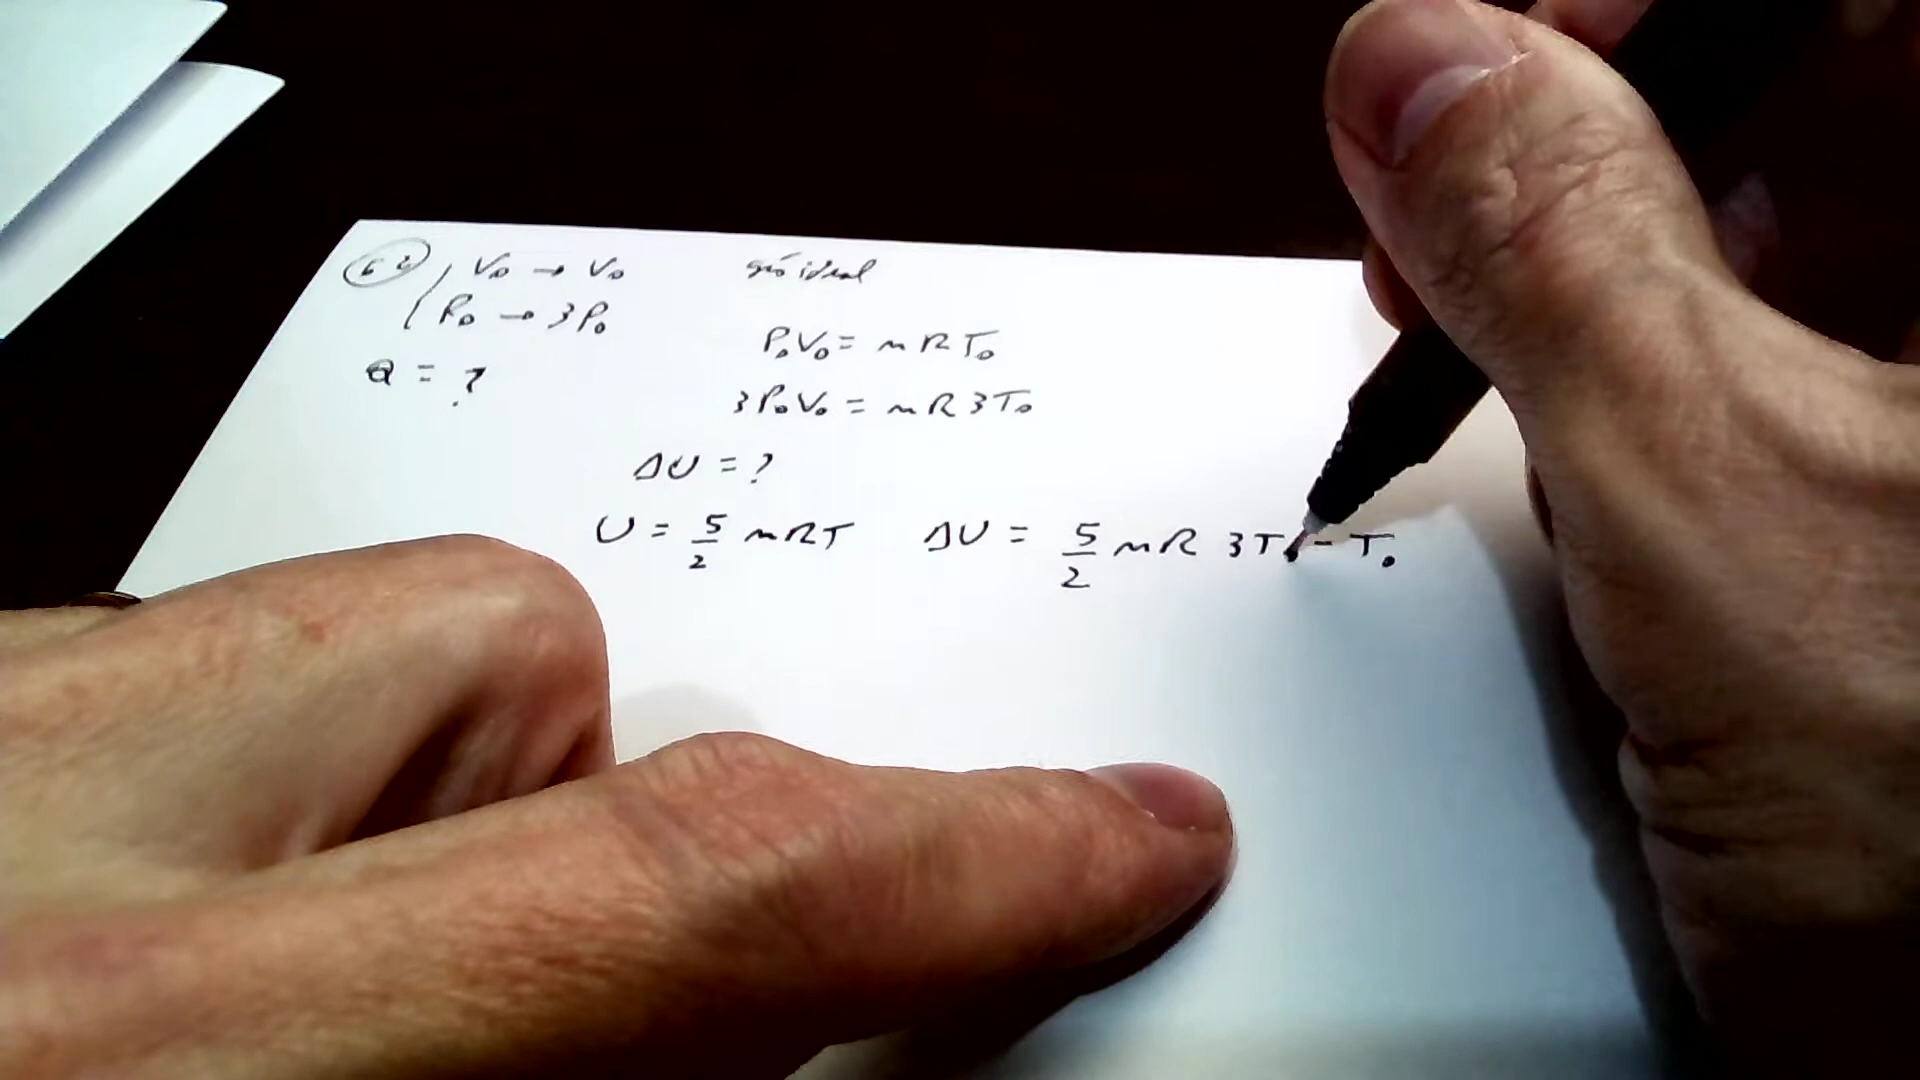 62 V₀ → V₀
P₀ → 3P₀
Q = ?
gás ideal
P₀V₀ = nRT₀
3P₀V₀ = nR3T₀
ΔU = ?
U = 5/2 nRT ΔU = 5/2 nR 3T₀ - T₀